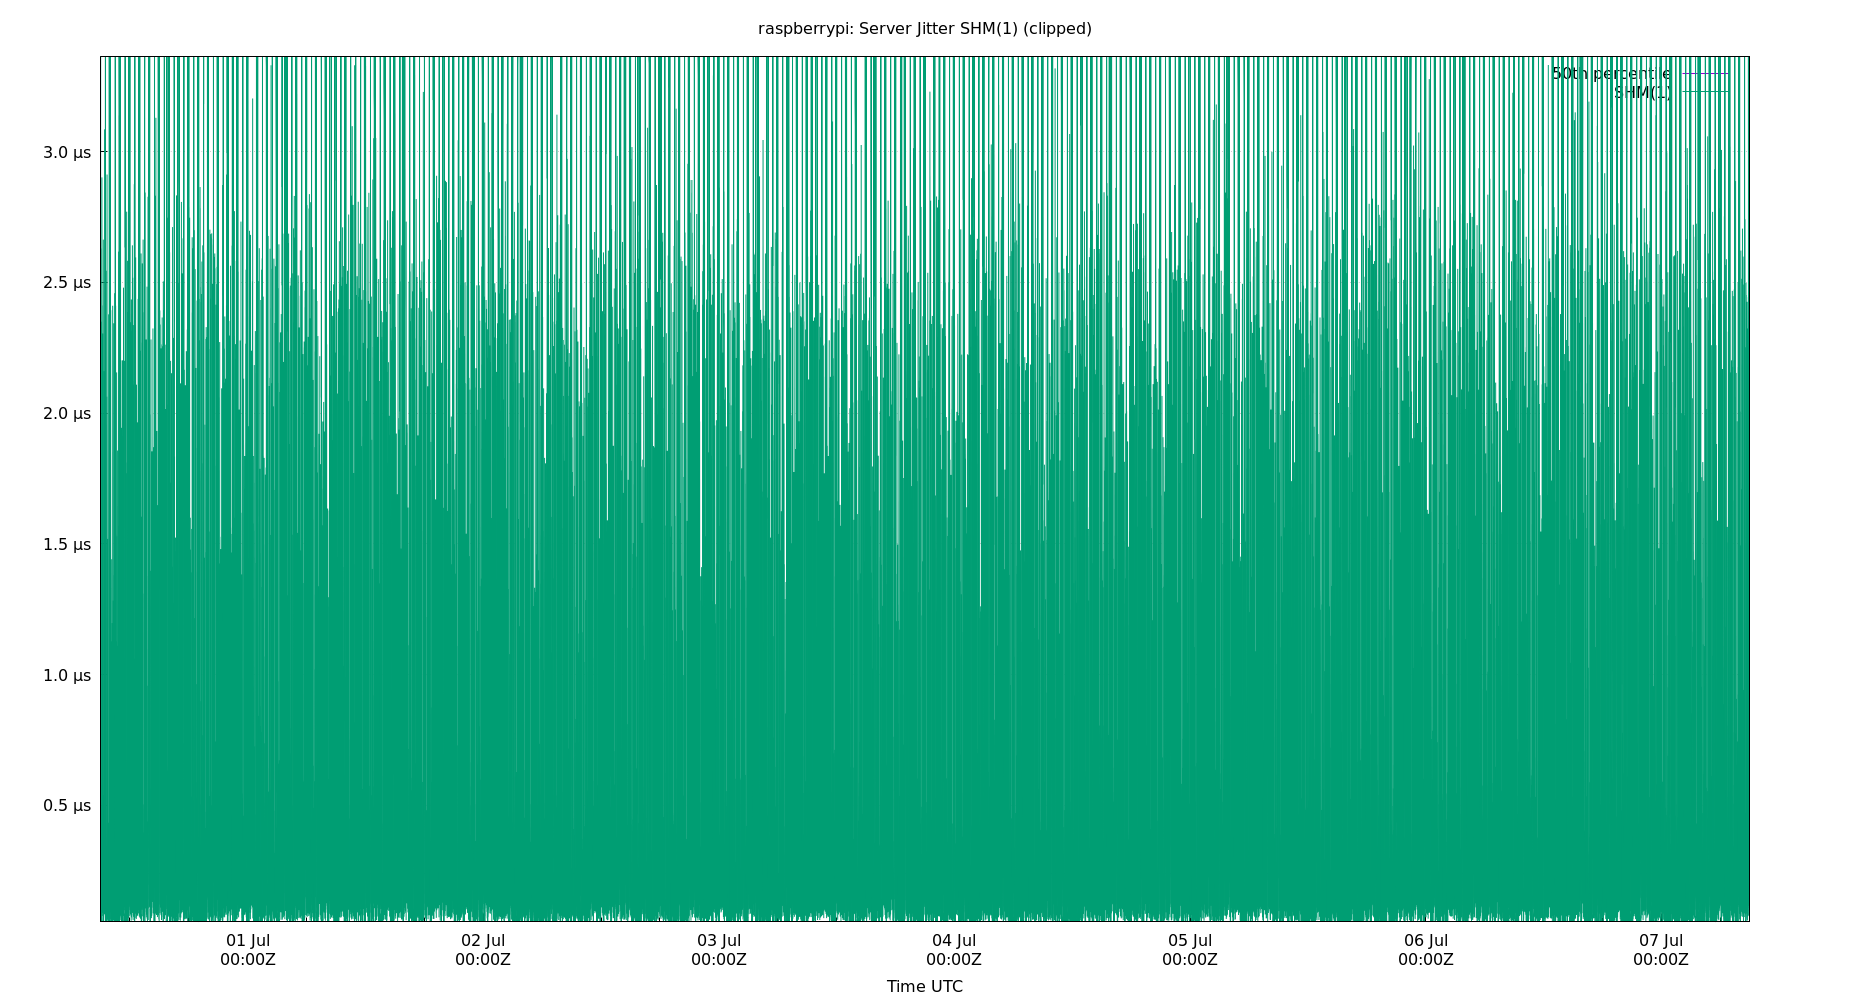 raspberrypi: Server Jitter SHM(1) (clipped)
50th percentile
SHM(1)
3.0 µs
2.5 µs
2.0 µs
1.5 µs
1.0 µs
0.5 µs
01 Jul 02 Jul 03 Jul 04 Jul 05 Jul 06 Jul 07 Jul
00:00Z 00:00Z 00:00Z 00:00Z 00:00Z 00:00Z 00:00Z
Time UTC